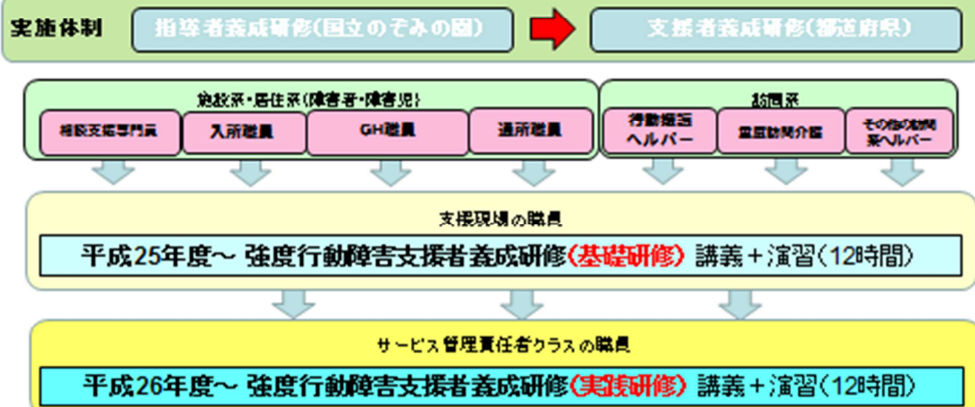 実施体制
指導者養成研修(国立のぞみの園)
支援者養成研修(都道府県)
施設系・居住系(障害者・障害児)
訪問系
相談支援専門員
入所職員
GH職員
通所職員
行動援護
ヘルパー
重度訪問介護
その他の訪問
系ヘルパー
支援現場の職員
平成25年度～ 強度行動障害支援者養成研修(基礎研修) 講義+演習(12時間)
サービス管理責任者クラスの職員
平成26年度～ 強度行動障害支援者養成研修(実践研修) 講義+演習(12時間)